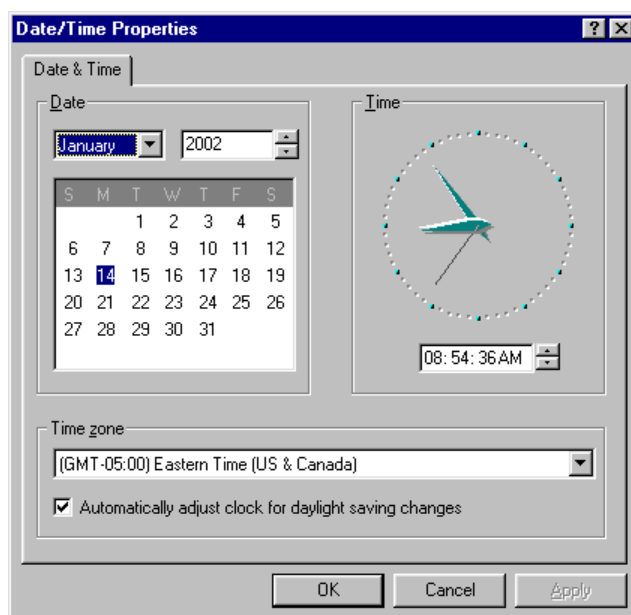 Date/Time Properties
Date & Time
Date
January 2002
S M T W T F S
1 2 3 4 5
6 7 8 9 10 11 12
13 14 15 16 17 18 19
20 21 22 23 24 25 26
27 28 29 30 31
Time
08:54:36 AM
Time zone
(GMT-05:00) Eastern Time (US & Canada)
Automatically adjust clock for daylight saving changes
OK Cancel Apply